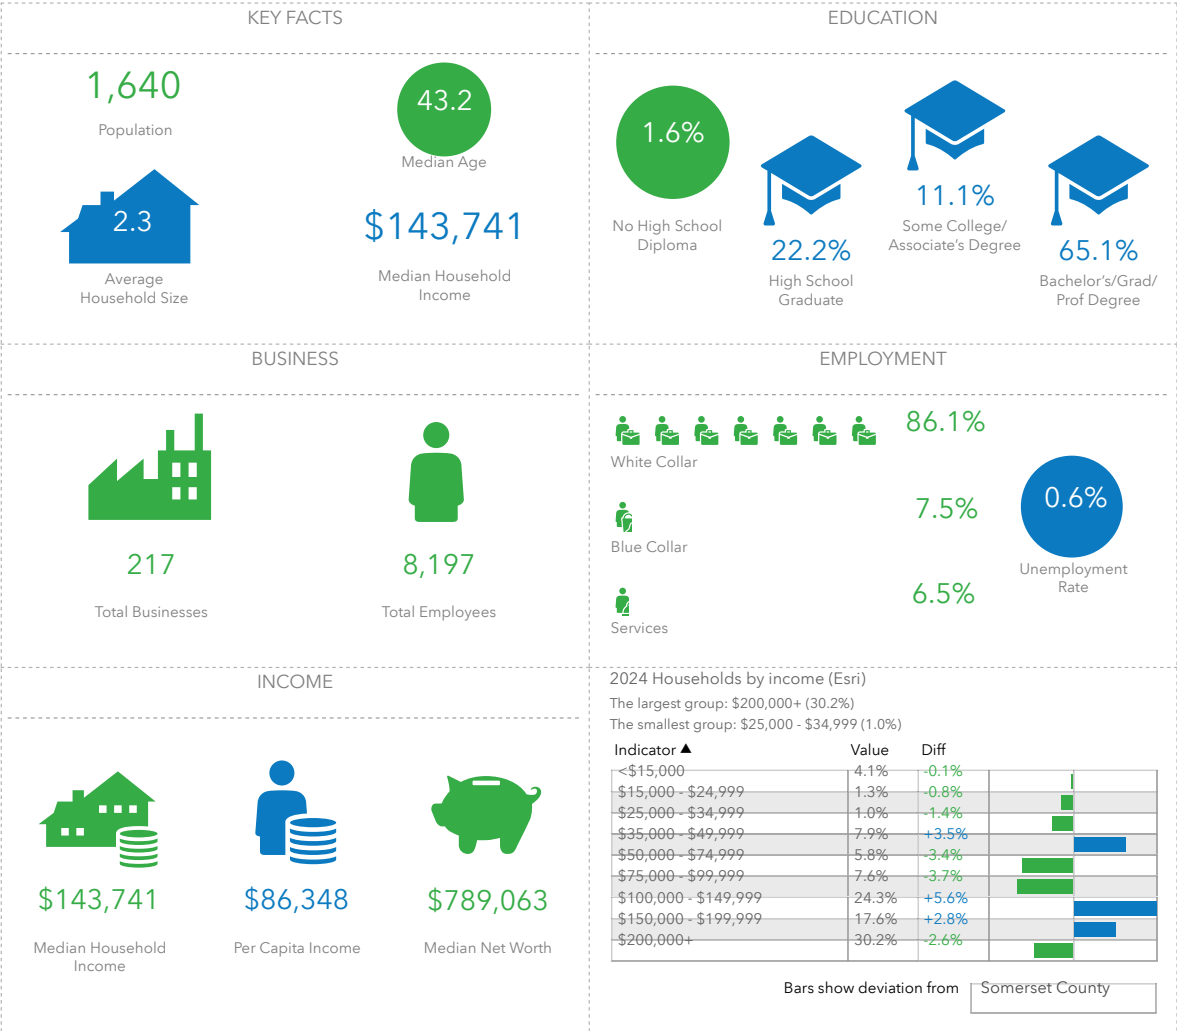 KEY FACTS
1,640
Population
43.2
Median Age
2.3
Average
Household Size
$143,741
Median Household
Income
EDUCATION
1.6%
No High School
Diploma
22.2%
High School
Graduate
11.1%
Some College/
Associate's Degree
65.1%
Bachelor's/Grad/
Prof Degree
BUSINESS
217
Total Businesses
8,197
Total Employees
EMPLOYMENT
86.1%
White Collar
7.5%
Blue Collar
6.5%
Services
0.6%
Unemployment
Rate
INCOME
$143,741
Median Household
Income
$86,348
Per Capita Income
$789,063
Median Net Worth
2024 Households by income (Esri)
The largest group: $200,000+ (30.2%)
The smallest group: $25,000 - $34,999 (1.0%)
Indicator ▲ Value Diff
<$15,000 4.1% -0.1%
$15,000 - $24,999 1.3% -0.8%
$25,000 - $34,999 1.0% -1.4%
$35,000 - $49,999 7.9% +3.5%
$50,000 - $74,999 5.8% -3.4%
$75,000 - $99,999 7.6% -3.7%
$100,000 - $149,999 24.3% +5.6%
$150,000 - $199,999 17.6% +2.8%
$200,000+ 30.2% -2.6%
Bars show deviation from Somerset County